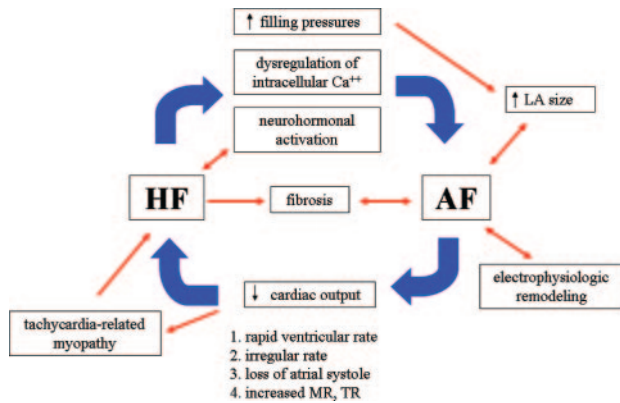 ↑ filling pressures
dysregulation of
intracellular Ca⁺⁺
↑ LA size
neurohormonal
activation
HF
fibrosis
AF
electrophysiologic
remodeling
↓ cardiac output
tachycardia-related
myopathy
1. rapid ventricular rate
2. irregular rate
3. loss of atrial systole
4. increased MR, TR